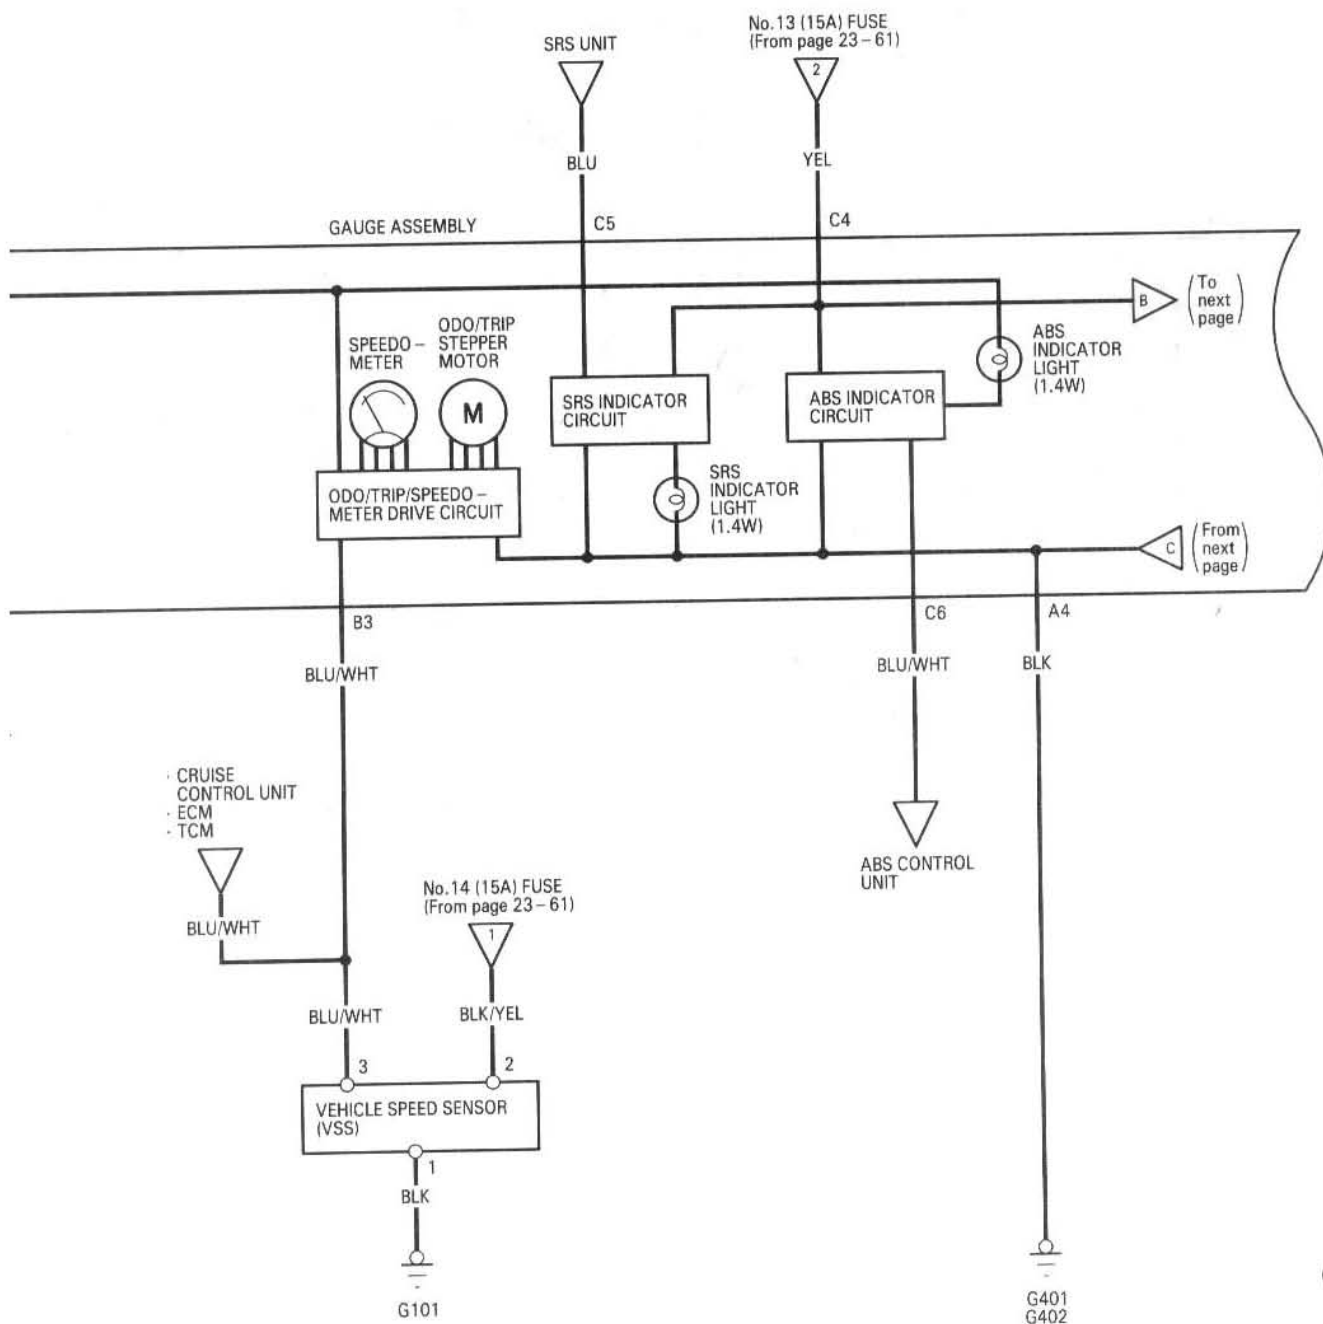 No.13 (15A) FUSE
(From page 23 – 61)
SRS UNIT
2
BLU
YEL
GAUGE ASSEMBLY
C5
C4
B
(To
next
page)
SPEEDO –
METER
ODO/TRIP
STEPPER
MOTOR
M
ABS
INDICATOR
LIGHT
(1.4W)
SRS INDICATOR
CIRCUIT
ABS INDICATOR
CIRCUIT
SRS
INDICATOR
LIGHT
(1.4W)
ODO/TRIP/SPEEDO –
METER DRIVE CIRCUIT
C
(From
next
page)
B3
C6
A4
BLU/WHT
BLU/WHT
BLK
· CRUISE
CONTROL UNIT
· ECM
· TCM
ABS CONTROL
UNIT
No.14 (15A) FUSE
(From page 23 – 61)
1
BLU/WHT
BLU/WHT
BLK/YEL
3
2
VEHICLE SPEED SENSOR
(VSS)
1
BLK
G101
G401
G402